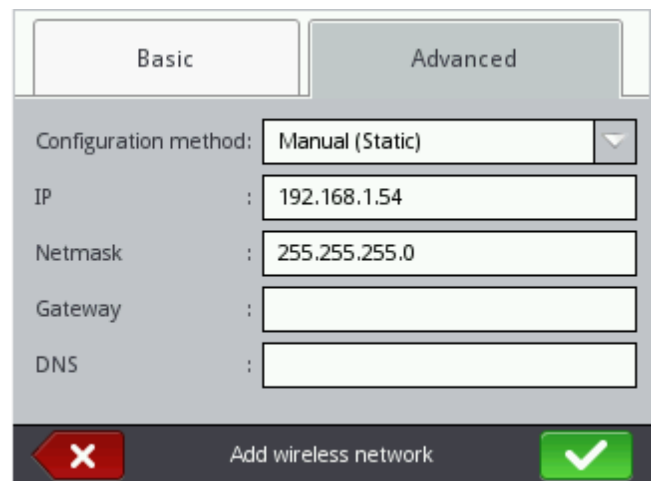 Basic Advanced
Configuration method: Manual (Static)
IP : 192.168.1.54
Netmask : 255.255.255.0
Gateway :
DNS :
Add wireless network